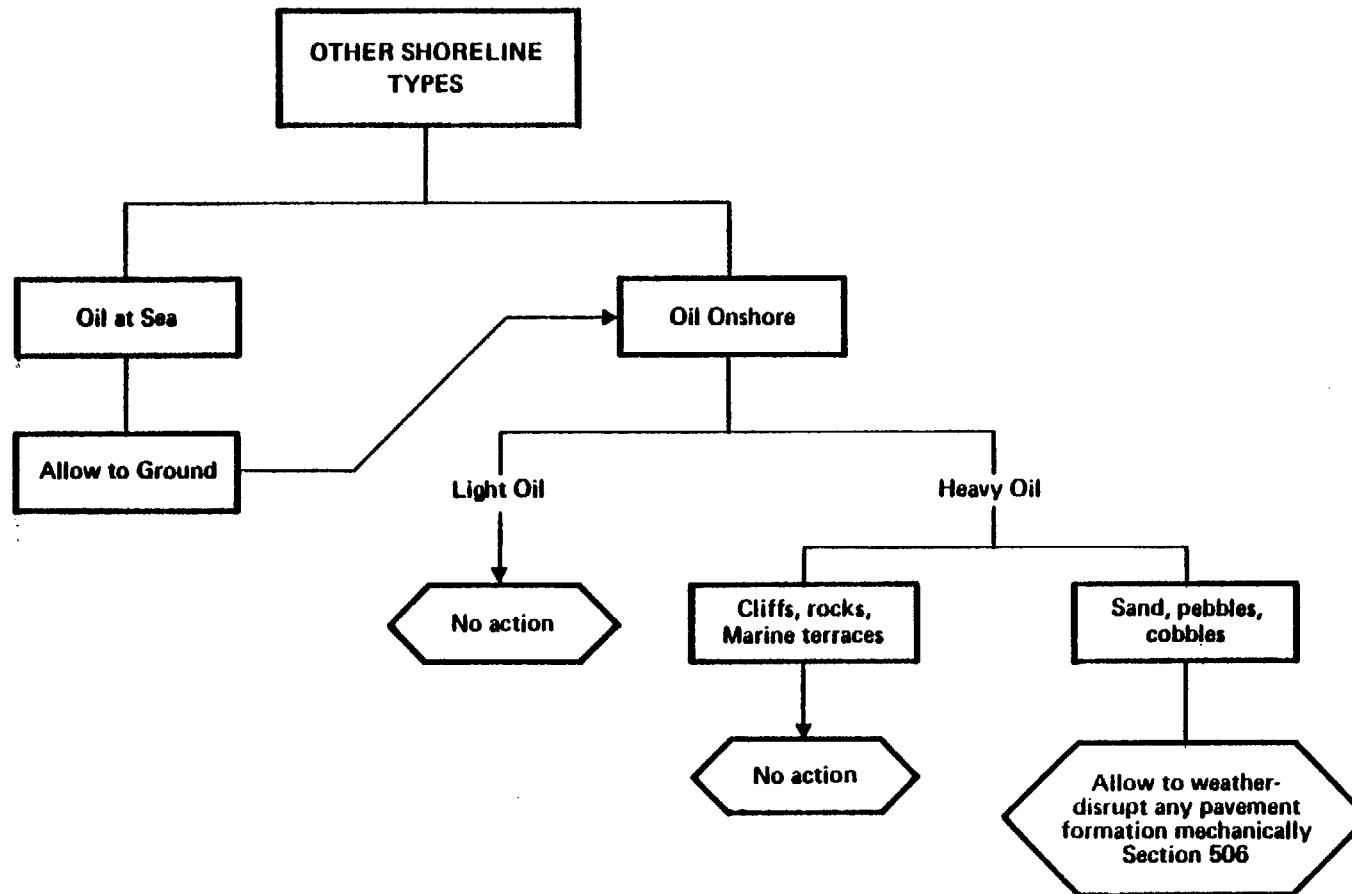 OTHER SHORELINE
TYPES
Oil at Sea
Oil Onshore
Allow to Ground
Light Oil
Heavy Oil
No action
Cliffs, rocks,
Marine terraces
Sand, pebbles,
cobbles
No action
Allow to weather-
disrupt any pavement
formation mechanically
Section 506